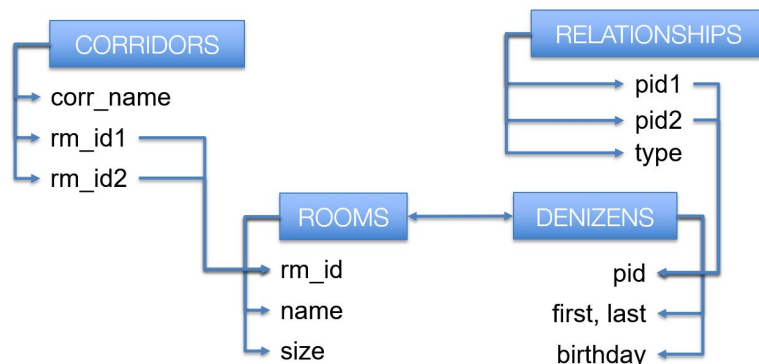 CORRIDORS
corr_name
rm_id1
rm_id2
RELATIONSHIPS
pid1
pid2
type
ROOMS
rm_id
name
size
DENIZENS
pid
first, last
birthday